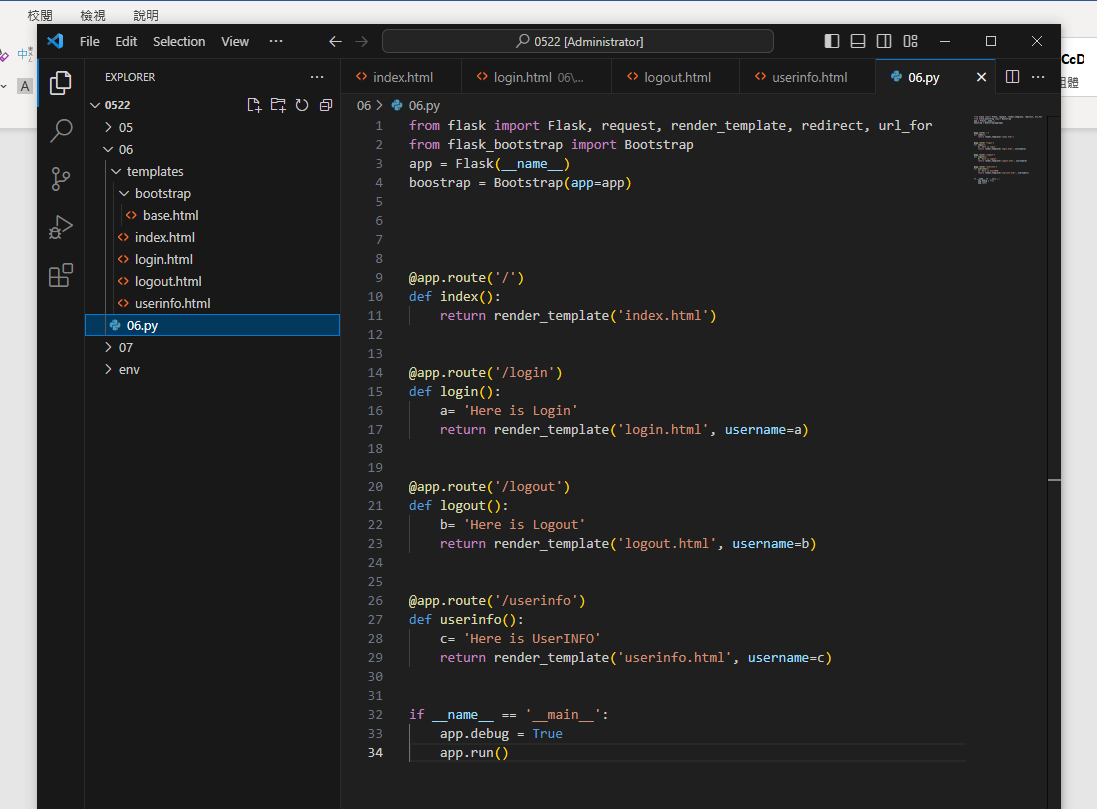 校閱 檢視 說明
File Edit Selection View ··· 0522 [Administrator]
中
A
CcD
EXPLORER ···
index.html login.html 06\... logout.html userinfo.html 06.py ···
0522
05
06
templates
bootstrap
base.html
index.html
login.html
logout.html
userinfo.html
06.py
07
env
06 > 06.py
1 from flask import Flask, request, render_template, redirect, url_for
2 from flask_bootstrap import Bootstrap
3 app = Flask(__name__)
4 boostrap = Bootstrap(app=app)
5
6
7
8
9 @app.route('/')
10 def index():
11 return render_template('index.html')
12
13
14 @app.route('/login')
15 def login():
16 a= 'Here is Login'
17 return render_template('login.html', username=a)
18
19
20 @app.route('/logout')
21 def logout():
22 b= 'Here is Logout'
23 return render_template('logout.html', username=b)
24
25
26 @app.route('/userinfo')
27 def userinfo():
28 c= 'Here is UserINFO'
29 return render_template('userinfo.html', username=c)
30
31
32 if __name__ == '__main__':
33 app.debug = True
34 app.run()